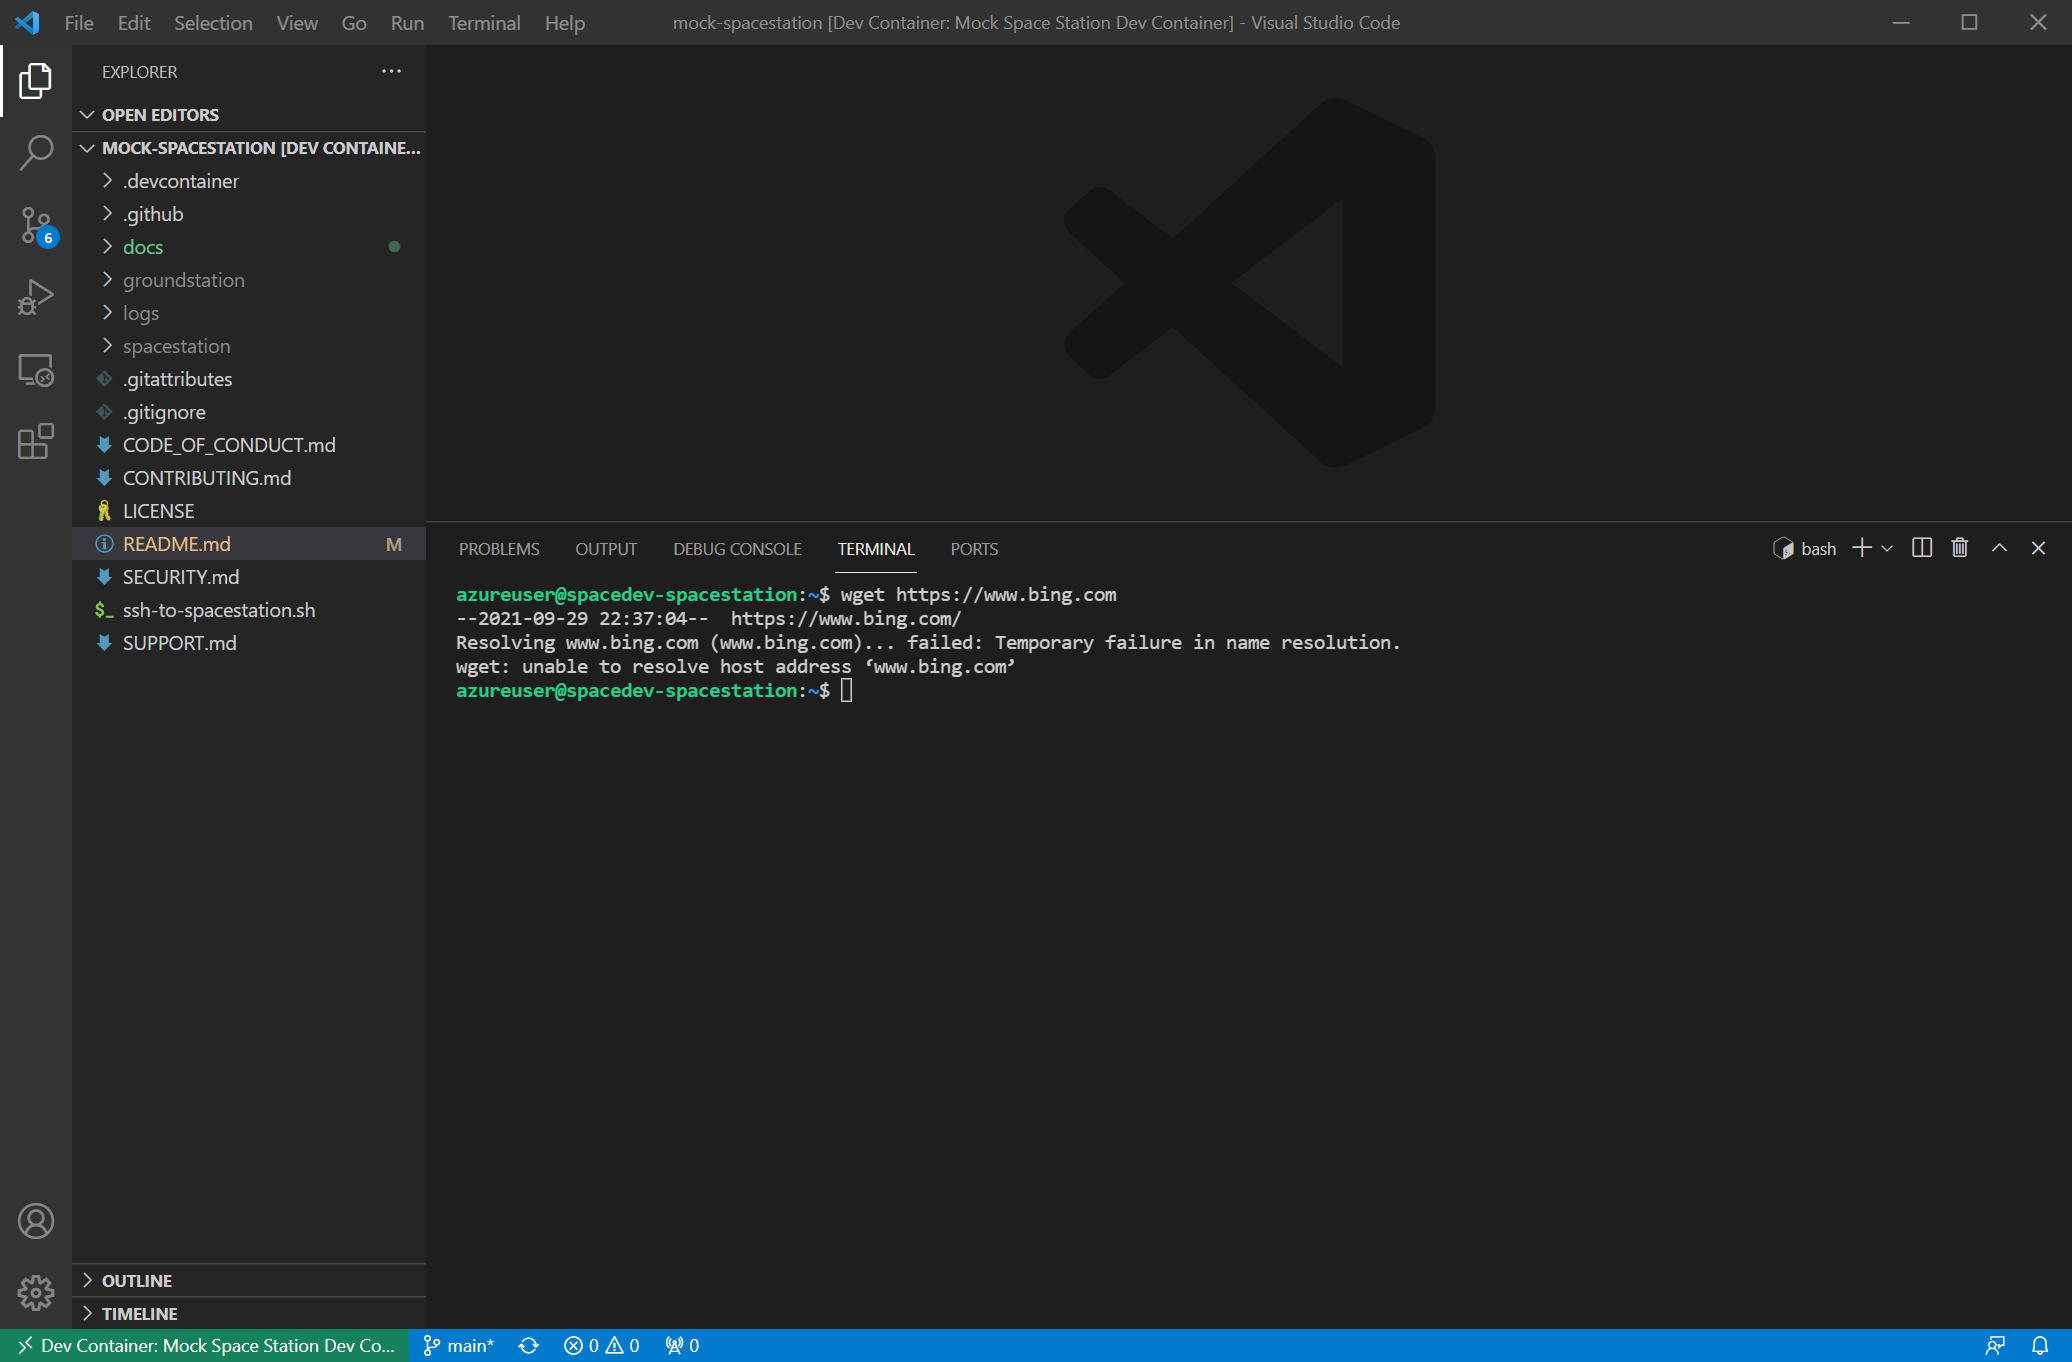 File Edit Selection View Go Run Terminal Help
mock-spacestation [Dev Container: Mock Space Station Dev Container] - Visual Studio Code
EXPLORER
OPEN EDITORS
MOCK-SPACESTATION [DEV CONTAINE...
.devcontainer
.github
docs
groundstation
logs
spacestation
.gitattributes
.gitignore
CODE_OF_CONDUCT.md
CONTRIBUTING.md
LICENSE
README.md M
SECURITY.md
$_ ssh-to-spacestation.sh
SUPPORT.md
6
OUTLINE
TIMELINE
PROBLEMS OUTPUT DEBUG CONSOLE TERMINAL PORTS
bash
azureuser@spacedev-spacestation:~$ wget https://www.bing.com
--2021-09-29 22:37:04--  https://www.bing.com/
Resolving www.bing.com (www.bing.com)... failed: Temporary failure in name resolution.
wget: unable to resolve host address ‘www.bing.com’
azureuser@spacedev-spacestation:~$
Dev Container: Mock Space Station Dev Co... main* 0 0 0